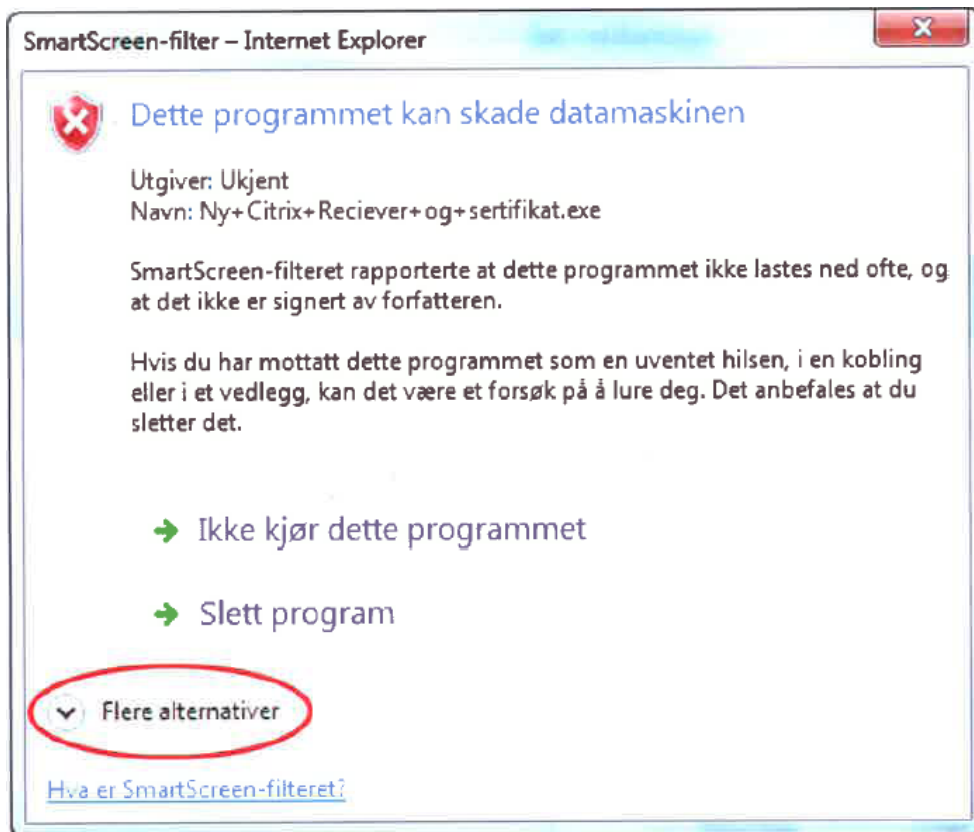 SmartScreen-filter – Internet Explorer
Dette programmet kan skade datamaskinen
Utgiver: Ukjent
Navn: Ny+Citrix+Reciever+og+sertifikat.exe
SmartScreen-filteret rapporterte at dette programmet ikke lastes ned ofte, og
at det ikke er signert av forfatteren.
Hvis du har mottatt dette programmet som en uventet hilsen, i en kobling
eller i et vedlegg, kan det være et forsøk på å lure deg. Det anbefales at du
sletter det.
Ikke kjør dette programmet
Slett program
Flere alternativer
Hva er SmartScreen-filteret?